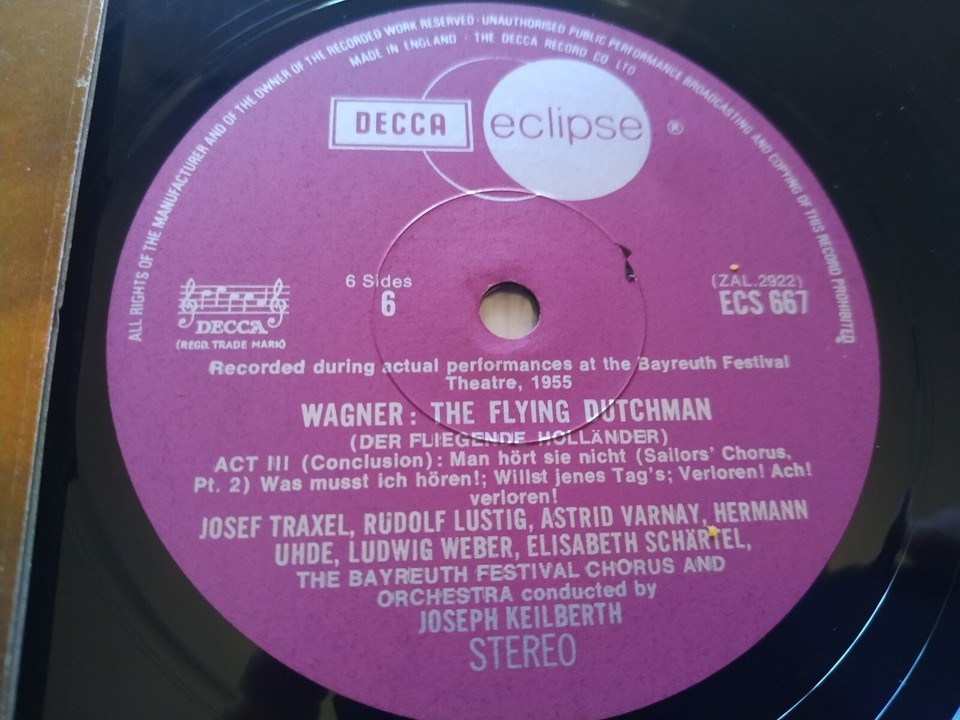 ALL RIGHTS OF THE MANUFACTURER AND OF THE OWNER OF THE RECORDED WORK RESERVED · UNAUTHORISED PUBLIC PERFORMANCE BROADCASTING AND COPYING OF THIS RECORD PROHIBITED
MADE IN ENGLAND · THE DECCA RECORD CO. LTD
DECCA eclipse ®
6 Sides
6
(ZAL.2922)
ECS 667
DECCA
(REGD. TRADE MARK)
Recorded during actual performances at the Bayreuth Festival
Theatre, 1955
WAGNER: THE FLYING DUTCHMAN
(DER FLIEGENDE HOLLÄNDER)
ACT III (Conclusion): Man hört sie nicht (Sailors' Chorus,
Pt. 2) Was musst ich hören!; Willst jenes Tag's; Verloren! Ach!
verloren!
JOSEF TRAXEL, RUDOLF LUSTIG, ASTRID VARNAY, HERMANN
UHDE, LUDWIG WEBER, ELISABETH SCHÄRTEL,
THE BAYREUTH FESTIVAL CHORUS AND
ORCHESTRA conducted by
JOSEPH KEILBERTH
STEREO